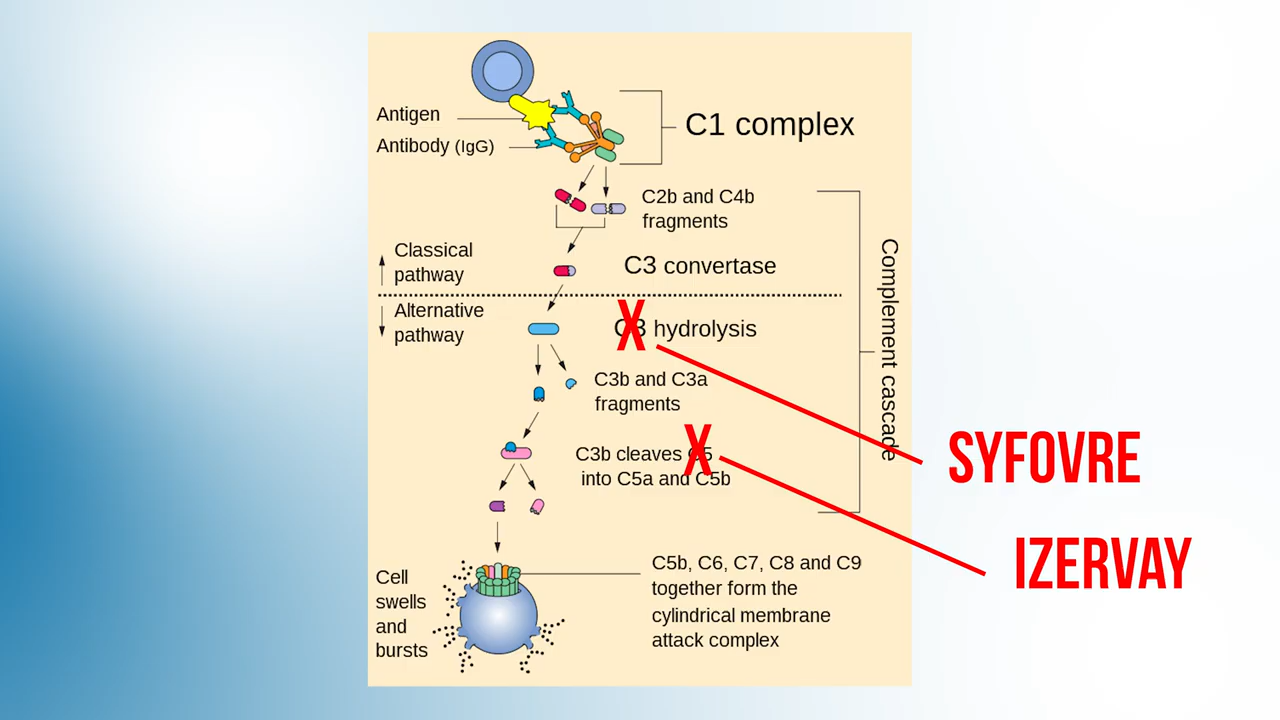 Antigen
Antibody (IgG)
C1 complex
C2b and C4b
fragments
Classical
pathway
C3 convertase
Alternative
pathway
C3 hydrolysis
X
C3b and C3a
fragments
C3b cleaves C5
into C5a and C5b
X
Complement cascade
SYFOVRE
IZERVAY
Cell
swells
and
bursts
C5b, C6, C7, C8 and C9
together form the
cylindrical membrane
attack complex